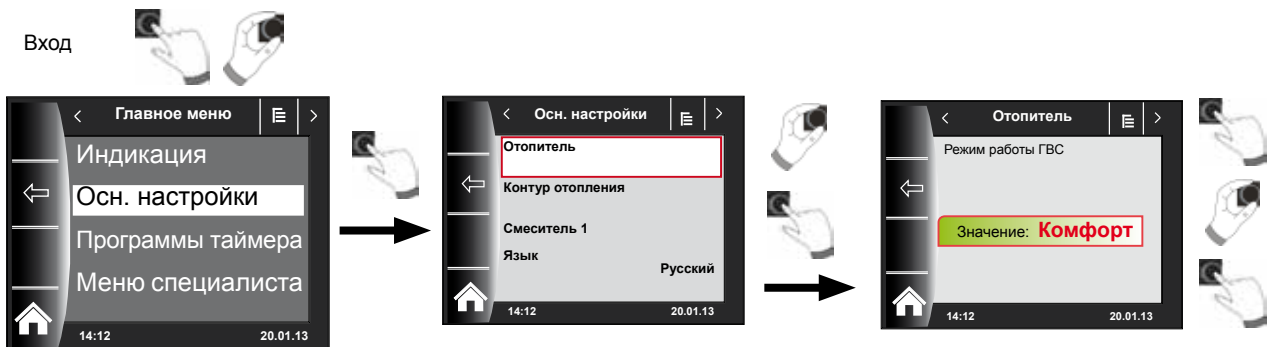 Вход
Главное меню
Индикация
Осн. настройки
Программы таймера
Меню специалиста
14:12 20.01.13
Осн. настройки
Отопитель
Контур отопления
Смеситель 1
Язык
Русский
14:12 20.01.13
Отопитель
Режим работы ГВС
Значение: Комфорт
14:12 20.01.13